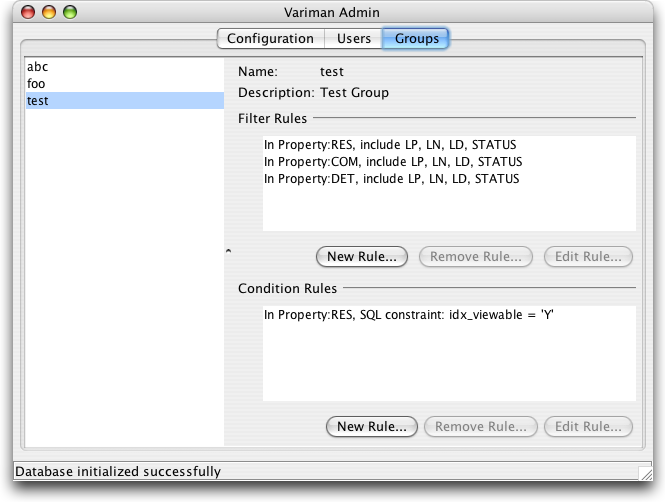 Variman Admin
Configuration Users Groups
abc
foo
test
Name: test
Description: Test Group
Filter Rules
In Property:RES, include LP, LN, LD, STATUS
In Property:COM, include LP, LN, LD, STATUS
In Property:DET, include LP, LN, LD, STATUS
New Rule... Remove Rule... Edit Rule...
Condition Rules
In Property:RES, SQL constraint: idx_viewable = 'Y'
New Rule... Remove Rule... Edit Rule...
Database initialized successfully